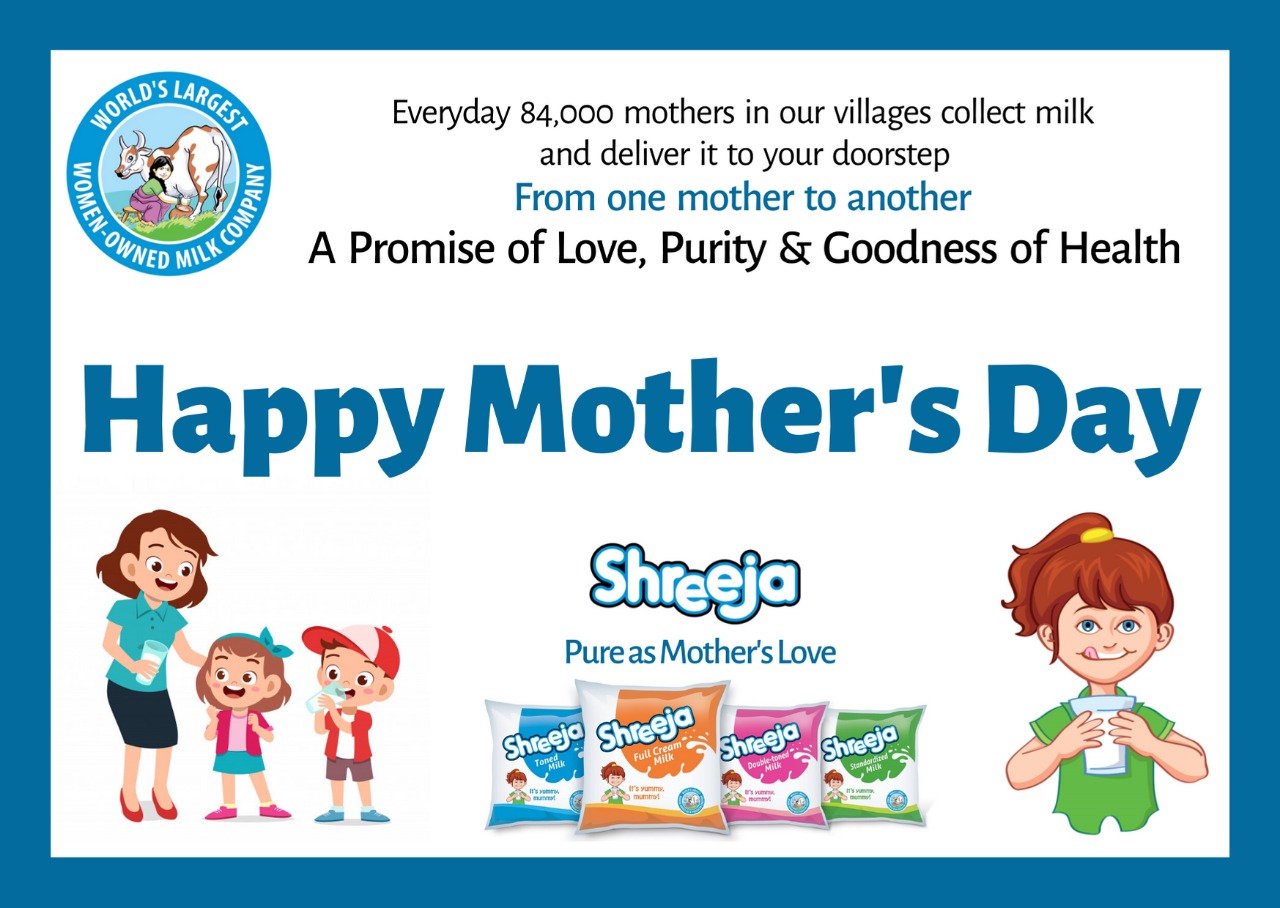 WORLD'S LARGEST
WOMEN-OWNED MILK COMPANY
Everyday 84,000 mothers in our villages collect milk
and deliver it to your doorstep
From one mother to another
A Promise of Love, Purity & Goodness of Health
Happy Mother's Day
Shreeja
Pure as Mother's Love
Shreeja
Toned
Milk
It's yummy,
mummy!
Shreeja
Full Cream
Milk
It's yummy,
mummy!
Shreeja
Double-toned
Milk
It's yummy,
mummy!
Shreeja
Standardized
Milk
It's yummy,
mummy!